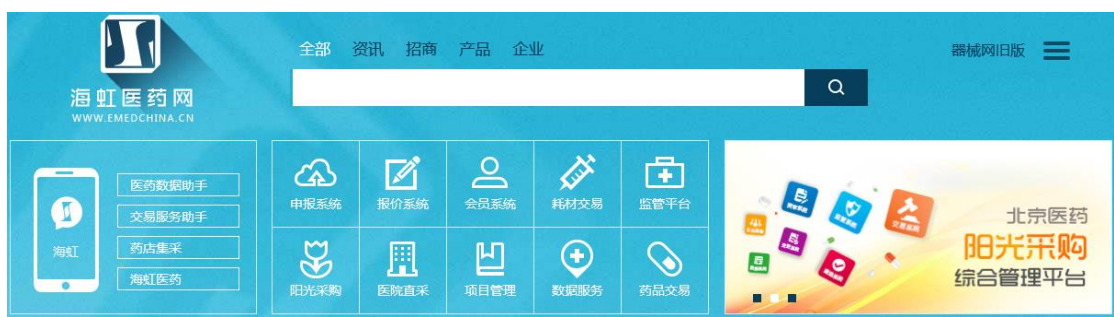 全部 资讯 招商 产品 企业
器械网旧版
海虹医药网
WWW.EMEDCHINA.CN
海虹
医药数据助手
交易服务助手
药店集采
海虹医药
申报系统 报价系统 会员系统 耗材交易 监管平台
阳光采购 医院直采 项目管理 数据服务 药品交易
北京医药
阳光采购
综合管理平台